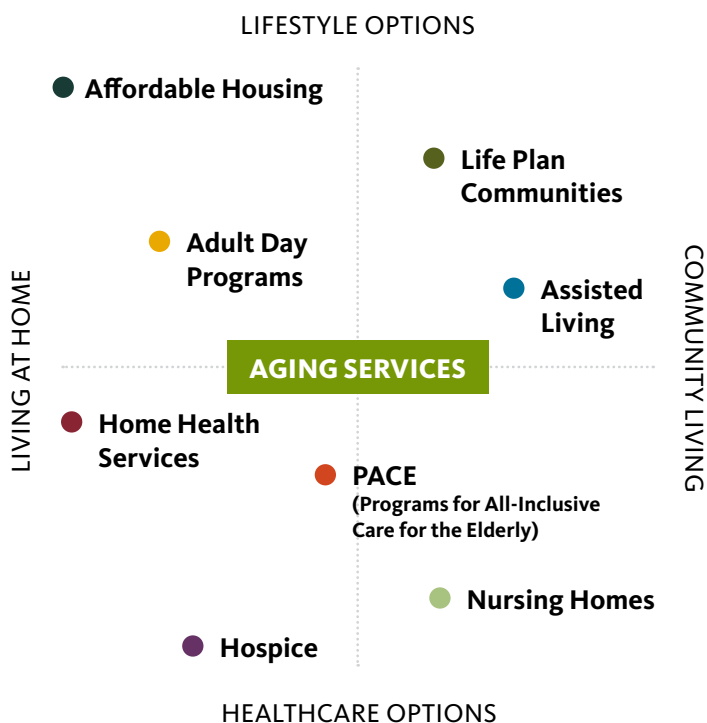 LIFESTYLE OPTIONS
Affordable Housing
Life Plan
Communities
Adult Day
Programs
Assisted
Living
LIVING AT HOME
COMMUNITY LIVING
AGING SERVICES
Home Health
Services
PACE
(Programs for All-Inclusive
Care for the Elderly)
Nursing Homes
Hospice
HEALTHCARE OPTIONS